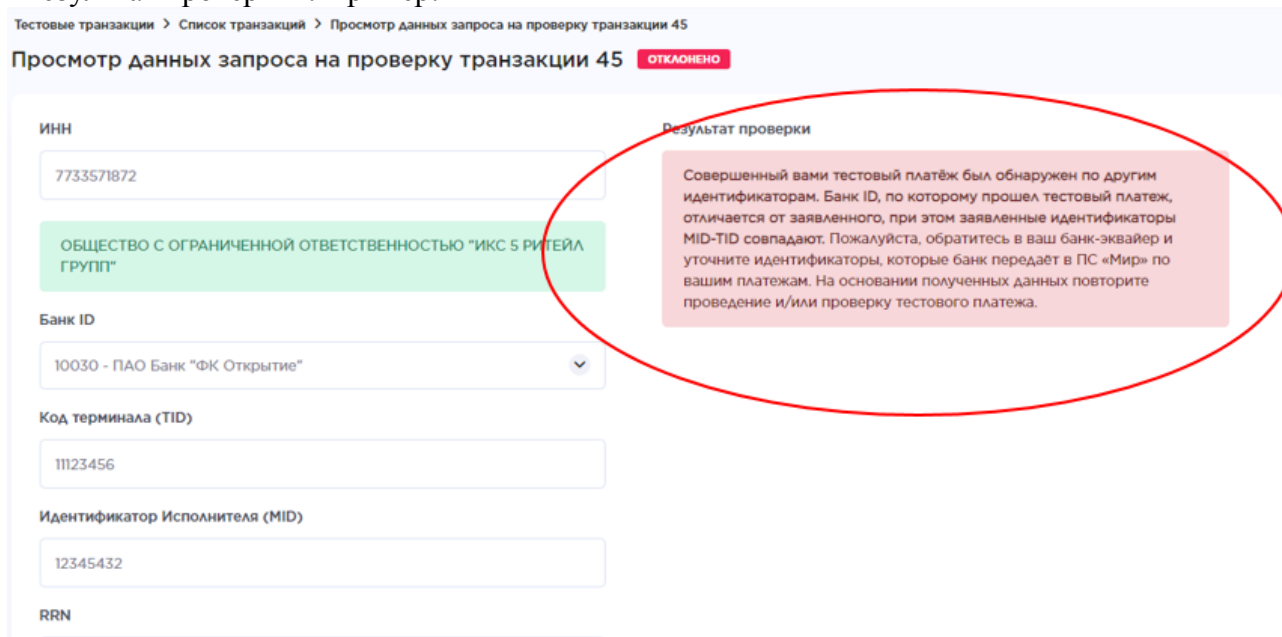 Тестовые транзакции > Список транзакций > Просмотр данных запроса на проверку транзакции 45
Просмотр данных запроса на проверку транзакции 45 ОТКЛОНЕНО
ИНН
7733571872
ОБЩЕСТВО С ОГРАНИЧЕННОЙ ОТВЕТСТВЕННОСТЬЮ "ИКС 5 РИТЕЙЛ
ГРУПП"
Банк ID
10030 - ПАО Банк "ФК Открытие"
Код терминала (TID)
11123456
Идентификатор Исполнителя (MID)
12345432
RRN
Результат проверки
Совершенный вами тестовый платёж был обнаружен по другим
идентификаторам. Банк ID, по которому прошел тестовый платеж,
отличается от заявленного, при этом заявленные идентификаторы
MID-TID совпадают. Пожалуйста, обратитесь в ваш банк-эквайер и
уточните идентификаторы, которые банк передаёт в ПС «Мир» по
вашим платежам. На основании полученных данных повторите
проведение и/или проверку тестового платежа.